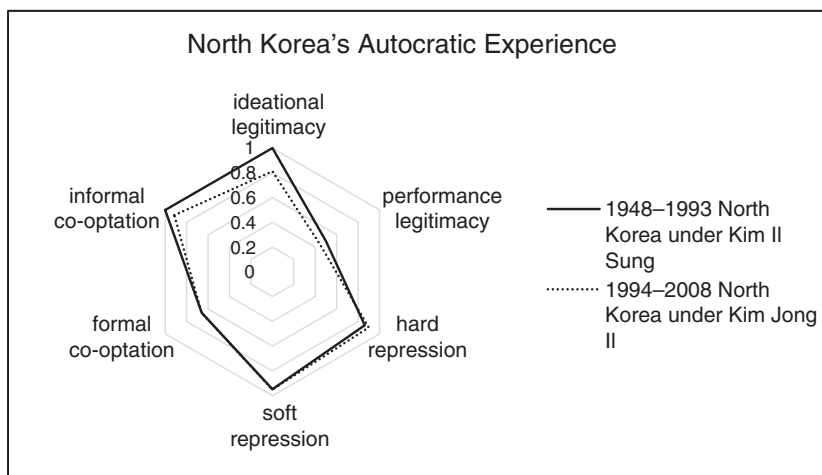 North Korea's Autocratic Experience
ideational
legitimacy
1
0.8
0.6
0.4
0.2
0
informal
co-optation
performance
legitimacy
formal
co-optation
hard
repression
soft
repression
1948–1993 North
Korea under Kim Il
Sung
1994–2008 North
Korea under Kim Jong
Il